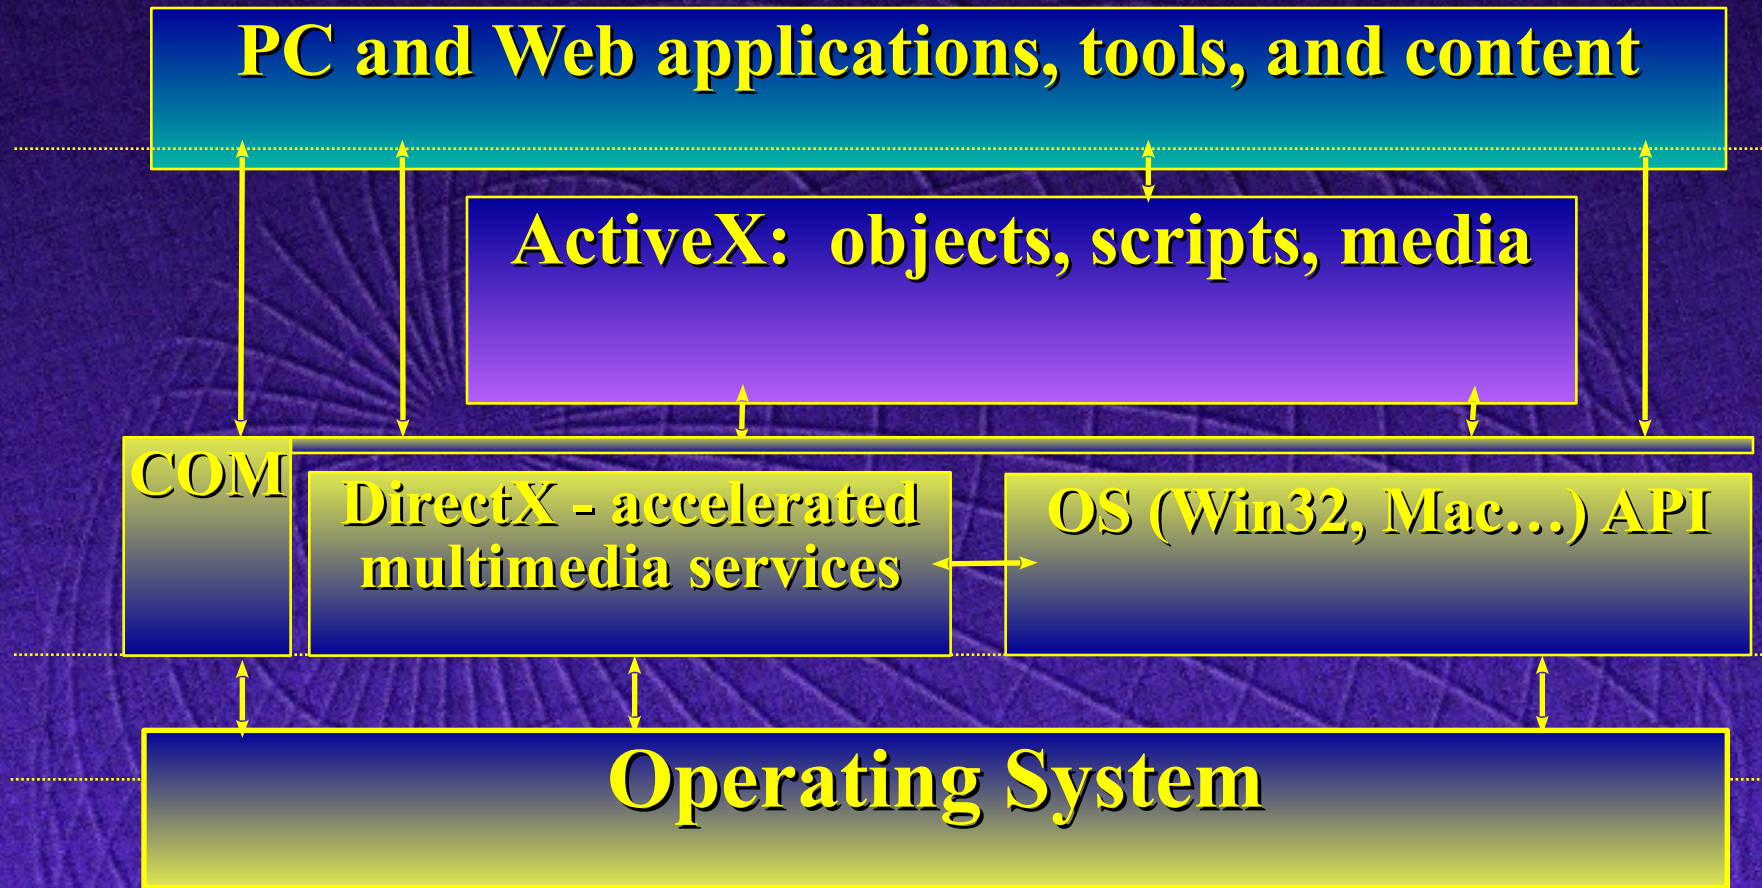 PC and Web applications, tools, and content
ActiveX:  objects, scripts, media
COM
DirectX - accelerated
multimedia services
OS (Win32, Mac…) API
Operating System